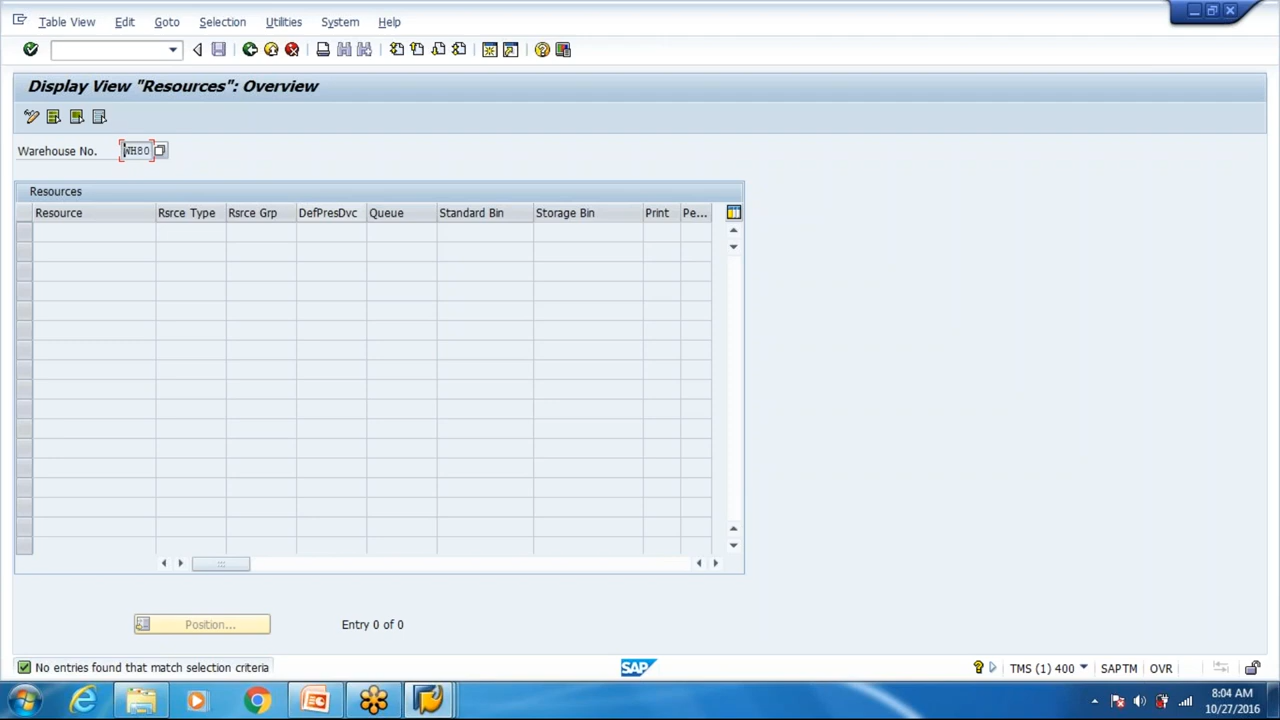 Table View Edit Goto Selection Utilities System Help
Display View "Resources": Overview
Warehouse No. WH80
Resources
Resource Rsrce Type Rsrce Grp DefPresDvc Queue Standard Bin Storage Bin Print Pe...
Position... Entry 0 of 0
No entries found that match selection criteria SAP TMS (1) 400 SAPTM OVR
8:04 AM
10/27/2016